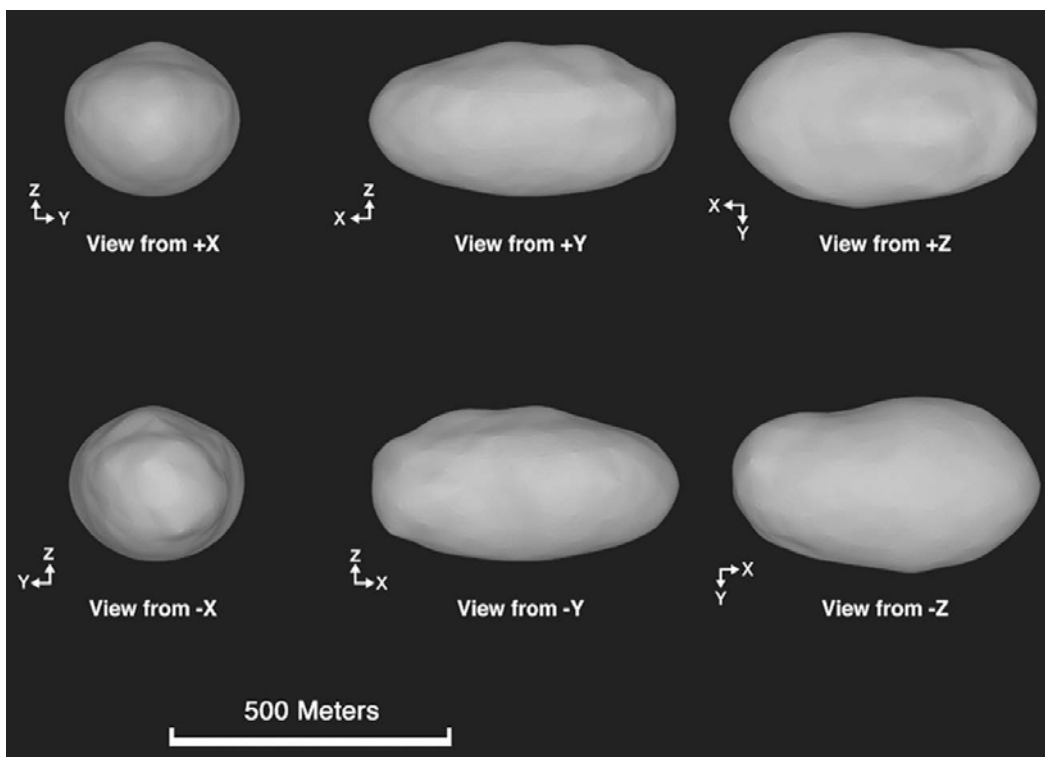 Z
Y
View from +X
Z
X
View from +Y
X
Y
View from +Z
Z
Y
View from -X
Z
X
View from -Y
X
Y
View from -Z
500 Meters